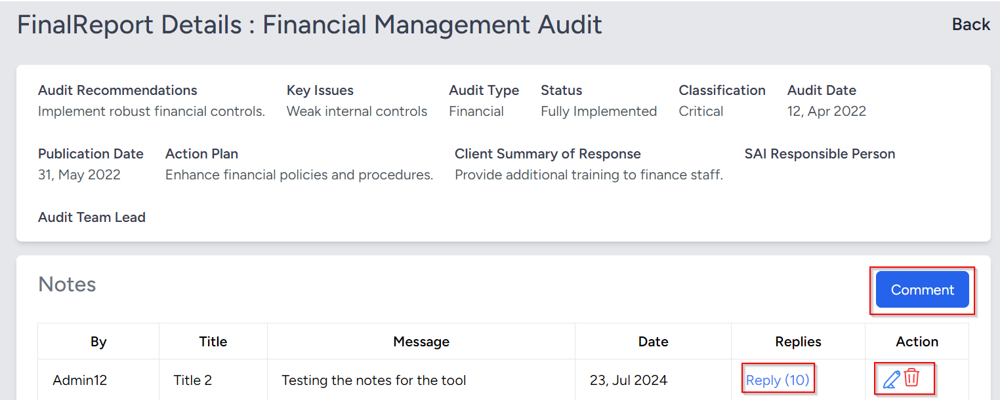 FinalReport Details : Financial Management Audit
Back
Audit Recommendations Key Issues Audit Type Status Classification Audit Date
Implement robust financial controls. Weak internal controls Financial Fully Implemented Critical 12, Apr 2022
Publication Date Action Plan Client Summary of Response SAI Responsible Person
31, May 2022 Enhance financial policies and procedures. Provide additional training to finance staff.
Audit Team Lead
Notes
Comment
By Title Message Date Replies Action
Admin12 Title 2 Testing the notes for the tool 23, Jul 2024 Reply (10)